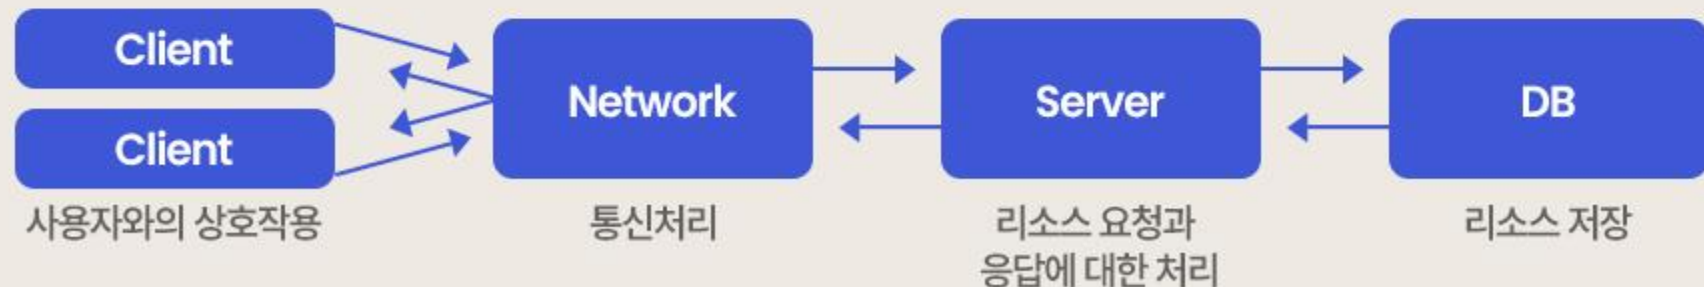 Client
Client
사용자와의 상호작용
Network
통신처리
Server
리소스 요청과
응답에 대한 처리
DB
리소스 저장